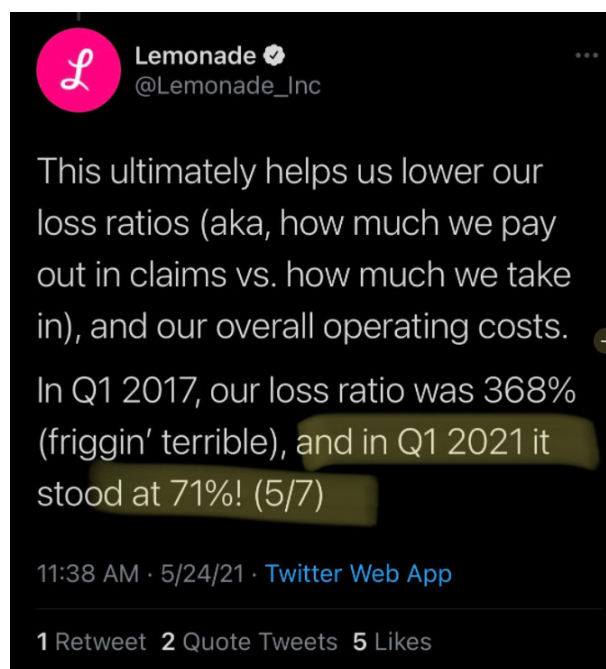 Lemonade
@Lemonade_Inc
This ultimately helps us lower our
loss ratios (aka, how much we pay
out in claims vs. how much we take
in), and our overall operating costs.
In Q1 2017, our loss ratio was 368%
(friggin' terrible), and in Q1 2021 it
stood at 71%! (5/7)
11:38 AM · 5/24/21 · Twitter Web App
1 Retweet 2 Quote Tweets 5 Likes